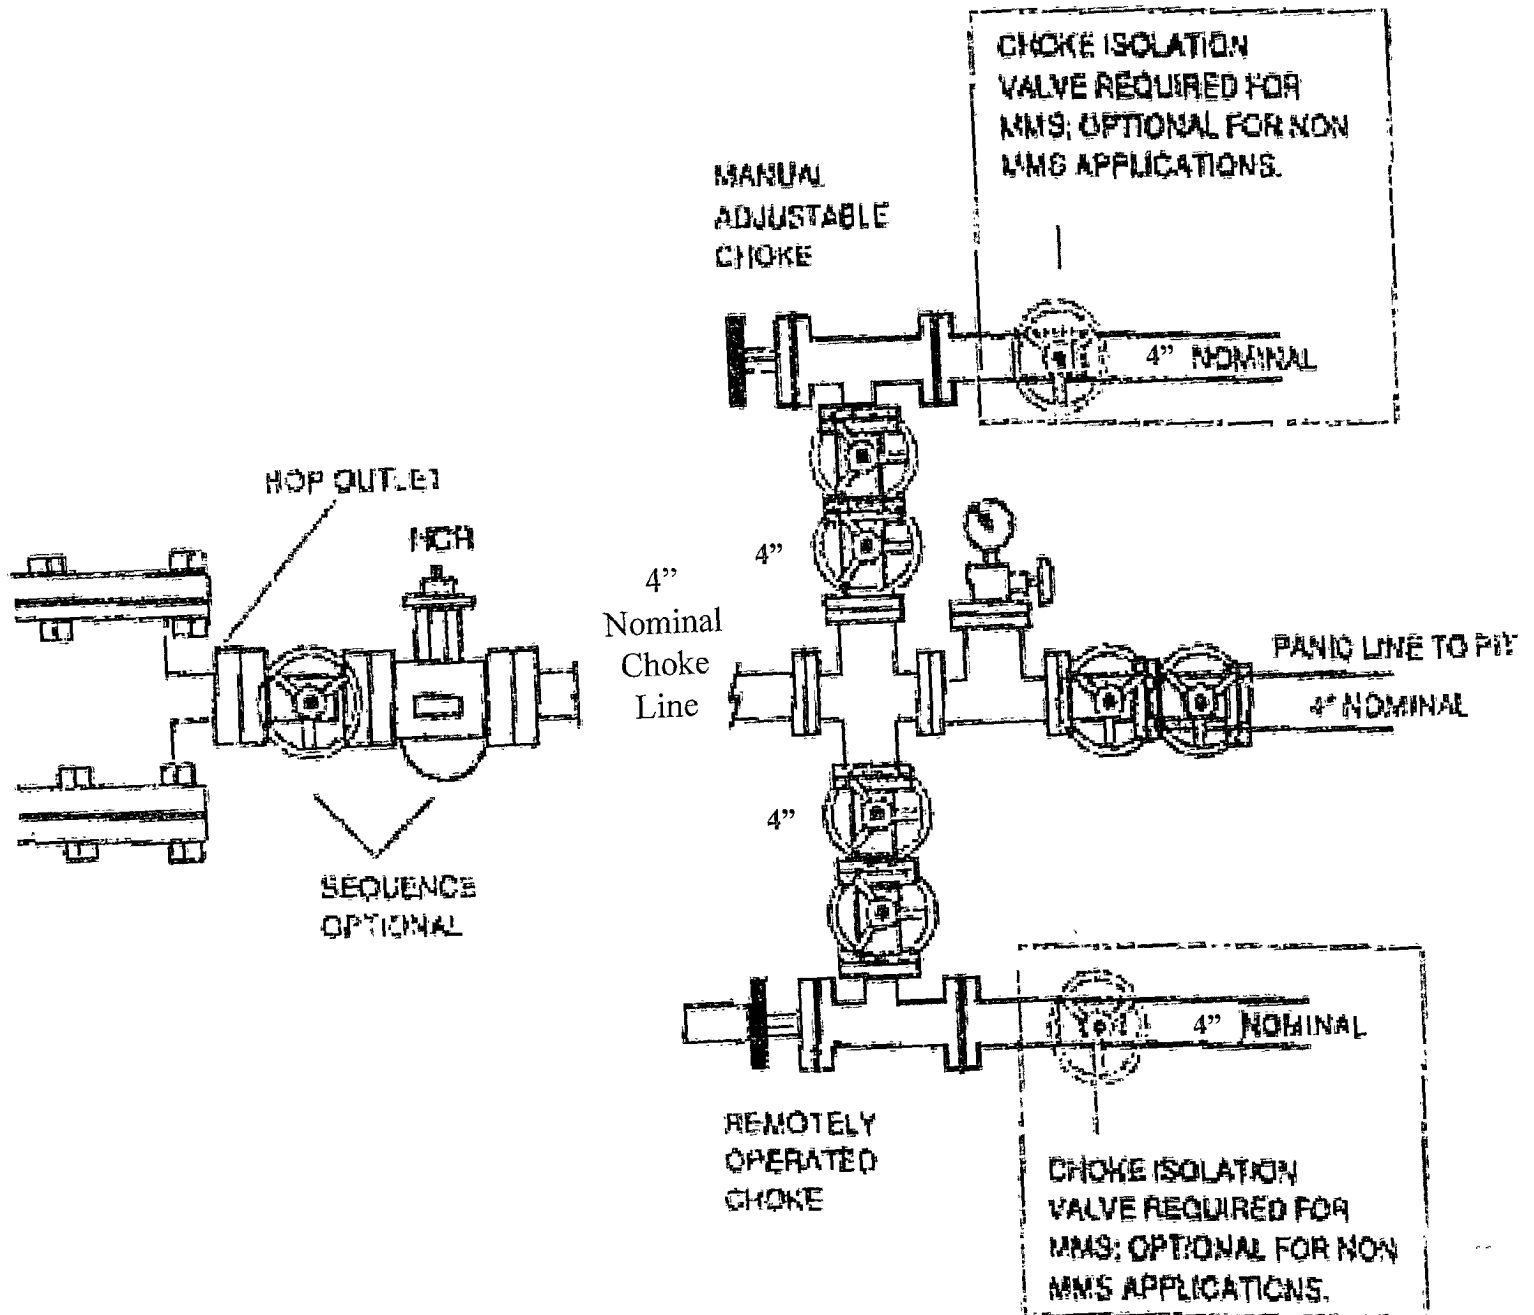 CHOKE ISOLATION
VALVE REQUIRED FOR
MMS; OPTIONAL FOR NON
MMS APPLICATIONS.
MANUAL
ADJUSTABLE
CHOKE
4” NOMINAL
BOP OUTLET
HCR
4”
4”
Nominal
Choke
Line
PANIC LINE TO PIT
4" NOMINAL
4”
SEQUENCE
OPTIONAL
4” NOMINAL
REMOTELY
OPERATED
CHOKE
CHOKE ISOLATION
VALVE REQUIRED FOR
MMS; OPTIONAL FOR NON
MMS APPLICATIONS.